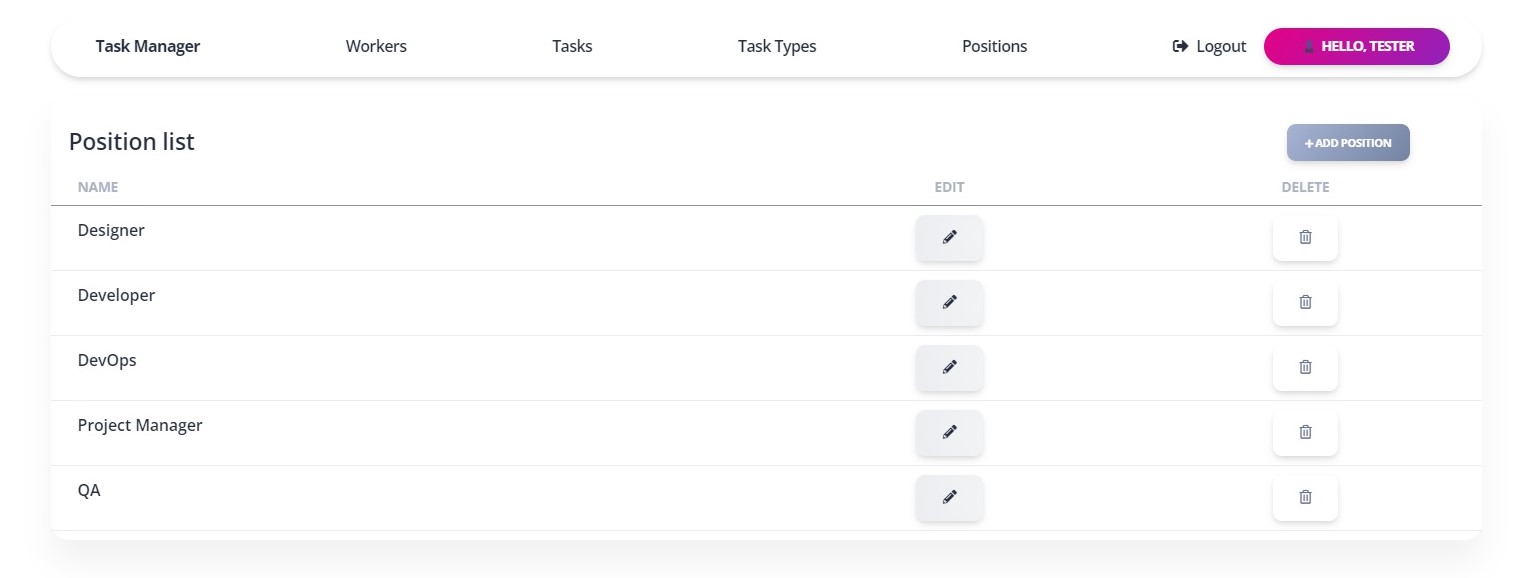 Task Manager Workers Tasks Task Types Positions Logout HELLO, TESTER
Position list
+ ADD POSITION
NAME EDIT DELETE
Designer
Developer
DevOps
Project Manager
QA